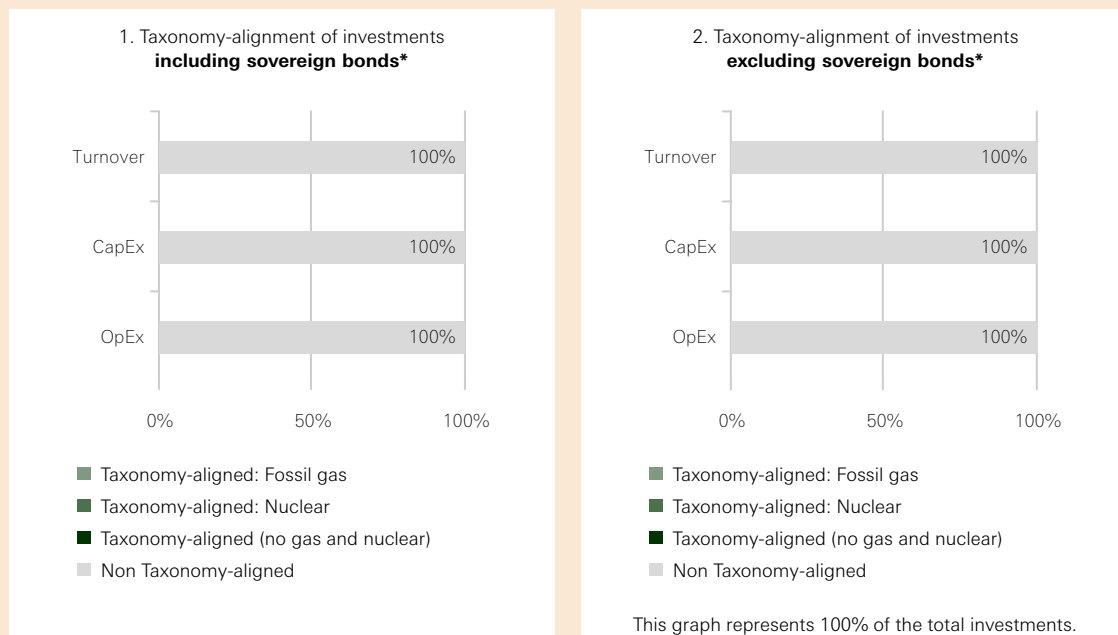 1. Taxonomy-alignment of investments
including sovereign bonds*
Turnover
100%
CapEx
100%
OpEx
100%
0%
50%
100%
Taxonomy-aligned: Fossil gas
Taxonomy-aligned: Nuclear
Taxonomy-aligned (no gas and nuclear)
Non Taxonomy-aligned
2. Taxonomy-alignment of investments
excluding sovereign bonds*
Turnover
100%
CapEx
100%
OpEx
100%
0%
50%
100%
Taxonomy-aligned: Fossil gas
Taxonomy-aligned: Nuclear
Taxonomy-aligned (no gas and nuclear)
Non Taxonomy-aligned
This graph represents 100% of the total investments.